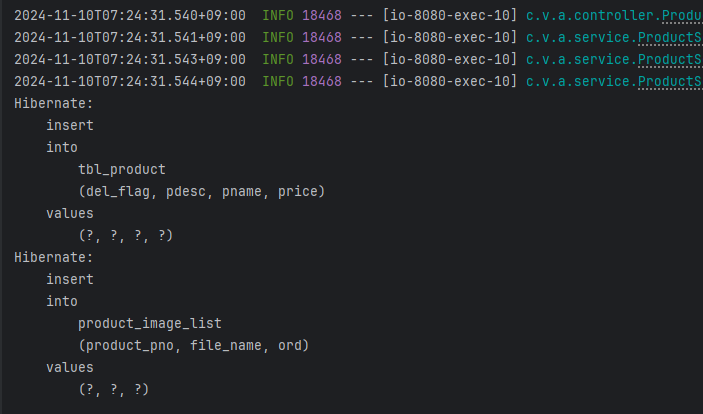 2024-11-10T07:24:31.540+09:00  INFO 18468 --- [io-8080-exec-10] c.v.a.controller.Produ
2024-11-10T07:24:31.541+09:00  INFO 18468 --- [io-8080-exec-10] c.v.a.service.ProductS
2024-11-10T07:24:31.543+09:00  INFO 18468 --- [io-8080-exec-10] c.v.a.service.ProductS
2024-11-10T07:24:31.544+09:00  INFO 18468 --- [io-8080-exec-10] c.v.a.service.ProductS
Hibernate:
    insert
    into
        tbl_product
        (del_flag, pdesc, pname, price)
    values
        (?, ?, ?, ?)
Hibernate:
    insert
    into
        product_image_list
        (product_pno, file_name, ord)
    values
        (?, ?, ?)